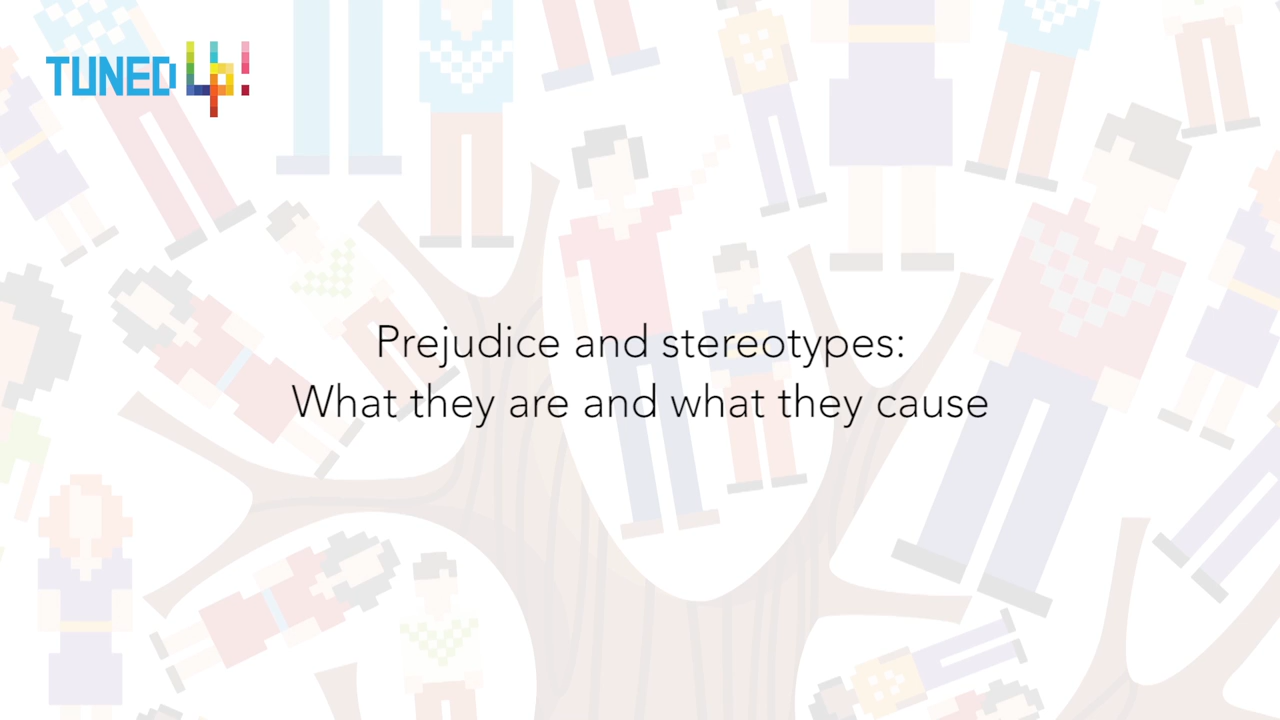 TUNED Up!
Prejudice and stereotypes:
What they are and what they cause